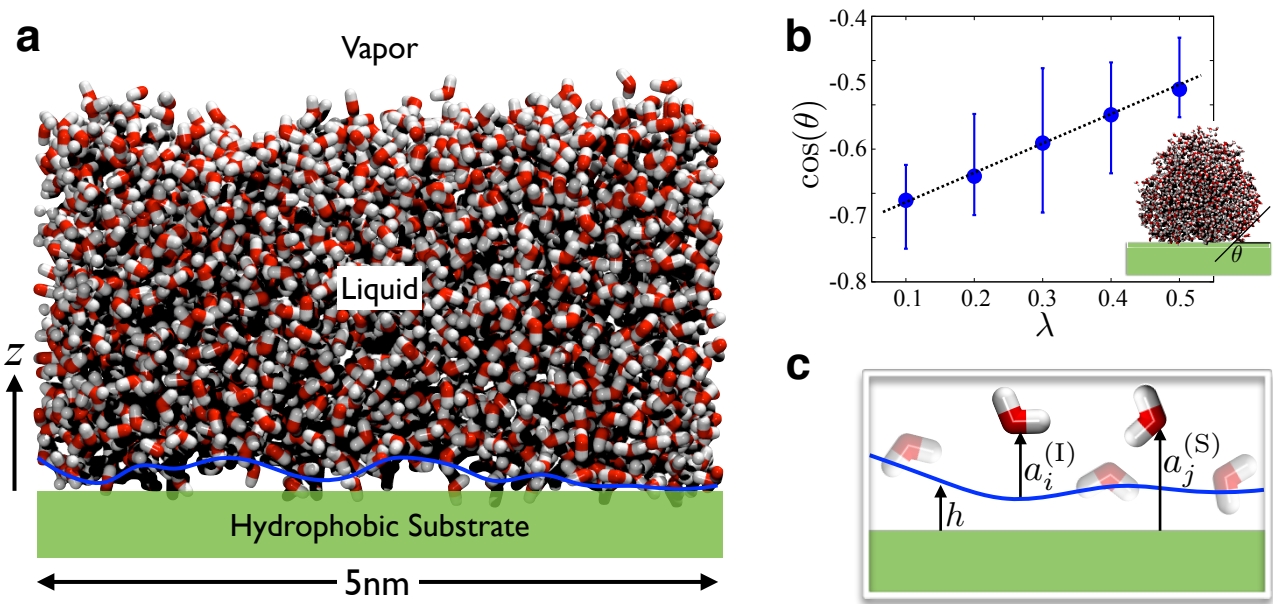 a
Vapor
Liquid
z
Hydrophobic Substrate
5nm
b
-0.4
-0.5
-0.6
-0.7
-0.8
cos(θ)
0.1 0.2 0.3 0.4 0.5
λ
θ
c
a_i^(I)
a_j^(S)
h